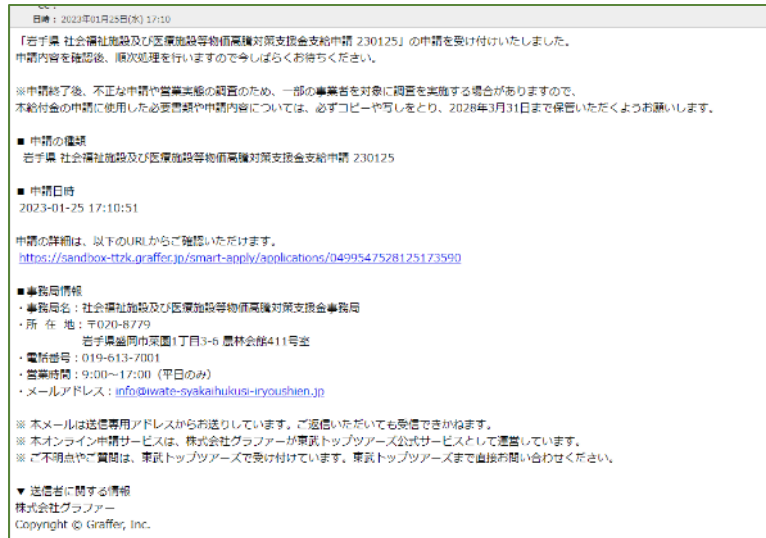 日時： 2023年01月25日(水) 17:10
「岩手県 社会福祉施設及び医療施設等物価高騰対策支援金支給申請 230125」の申請を受け付けいたしました。
申請内容を確認後、順次処理を行いますので今しばらくお待ちください。
※申請終了後、不正な申請や営業実態の調査のため、一部の事業者を対象に調査を実施する場合がありますので、
本給付金の申請に使用した必要書類や申請内容については、必ずコピーや写しをとり、2028年3月31日まで保管いただくようお願いします。
■ 申請の種類
岩手県 社会福祉施設及び医療施設等物価高騰対策支援金支給申請 230125
■ 申請日時
2023-01-25 17:10:51
申請の詳細は、以下のURLからご確認いただけます。
https://sandbox-ttzk.graffer.jp/smart-apply/applications/0499547528125173590
■事務局情報
・事務局名：社会福祉施設及び医療施設等物価高騰対策支援金事務局
・所 在 地：〒020-8779
岩手県盛岡市菜園1丁目3-6 農林会館411号室
・電話番号：019-613-7001
・営業時間：9:00～17:00（平日のみ）
・メールアドレス：info@iwate-syakaihukusi-iryoushien.jp
※ 本メールは送信専用アドレスからお送りしています。ご返信いただいても受信できかねます。
※ 本オンライン申請サービスは、株式会社グラファーが東武トップツアーズ公式サービスとして運営しています。
※ ご不明点やご質問は、東武トップツアーズで受け付けています。東武トップツアーズまで直接お問い合わせください。
▼ 送信者に関する情報
株式会社グラファー
Copyright © Graffer, Inc.